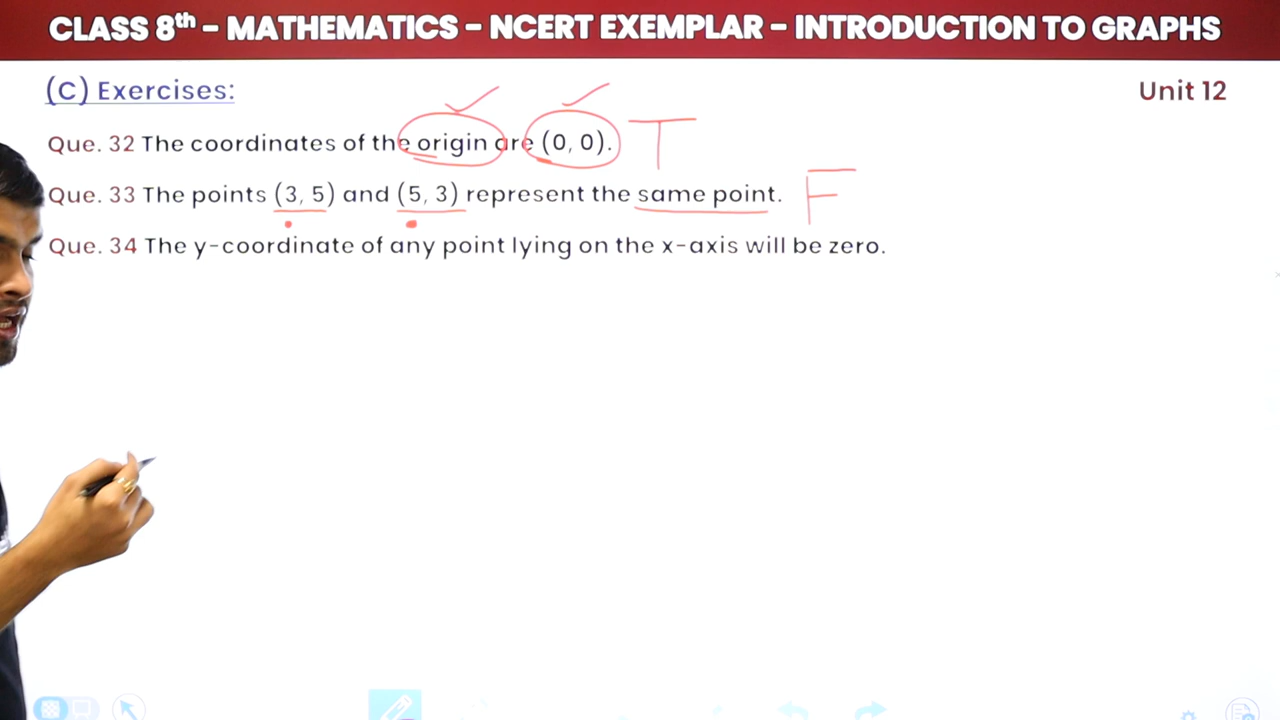 CLASS 8th - MATHEMATICS - NCERT EXEMPLAR - INTRODUCTION TO GRAPHS
(C) Exercises: Unit 12
Que. 32 The coordinates of the origin are (0, 0). T
Que. 33 The points (3, 5) and (5, 3) represent the same point. F
Que. 34 The y-coordinate of any point lying on the x-axis will be zero.